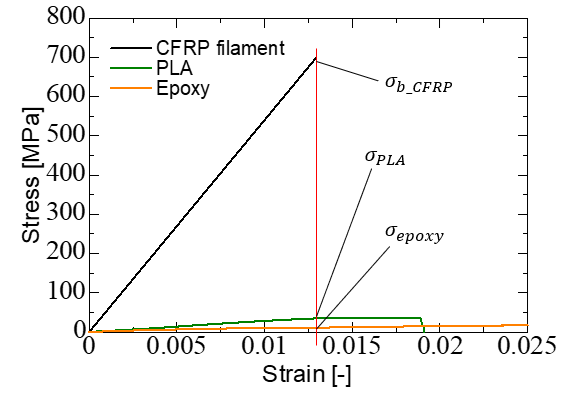 800
700
600
500
400
300
200
100
0
Stress [MPa]
CFRP filament
PLA
Epoxy
σb_CFRP
σPLA
σepoxy
0 0.005 0.01 0.015 0.02 0.025
Strain [-]